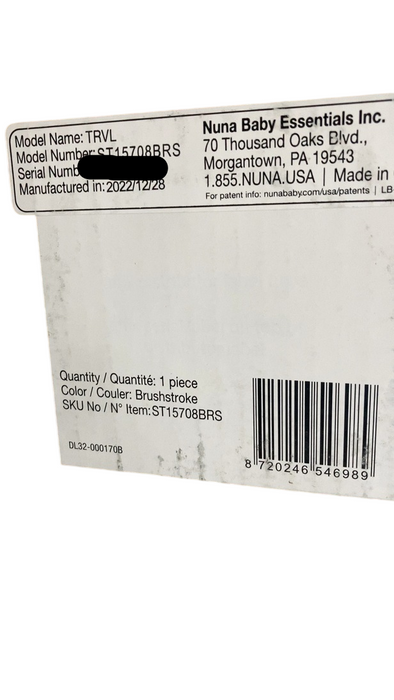 Model Name: TRVL
Model Number: ST15708BRS
Serial Numb
Manufactured in: 2022/12/28
Nuna Baby Essentials Inc.
70 Thousand Oaks Blvd.,
Morgantown, PA 19543
1.855.NUNA.USA | Made in
For patent info: nunababy.com/usa/patents | LB
Quantity / Quantité: 1 piece
Color / Couler: Brushstroke
SKU No / N° Item:ST15708BRS
DL32-000170B
8 720246 546989